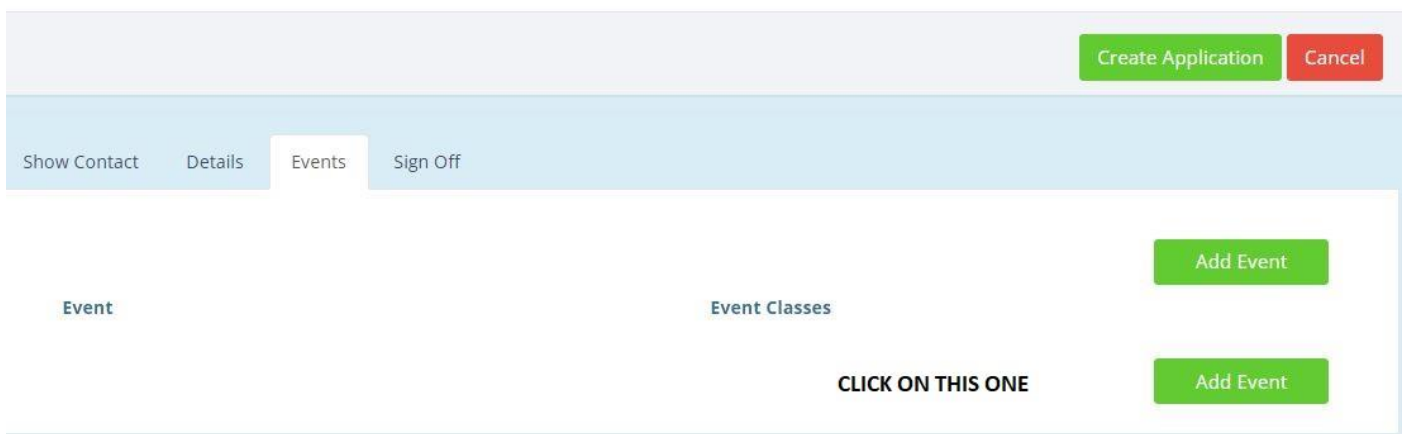 Create Application Cancel
Show Contact Details Events Sign Off
Add Event
Event Event Classes
CLICK ON THIS ONE Add Event